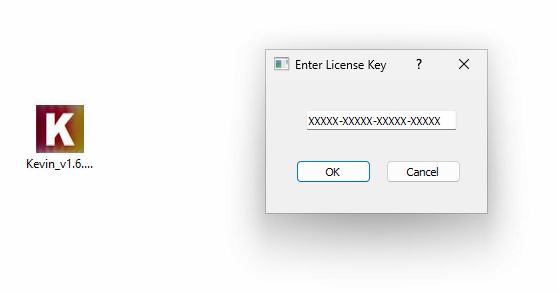 Enter License Key
?
K
XXXXX-XXXXX-XXXXX-XXXXX
Kevin_v1.6....
OK
Cancel